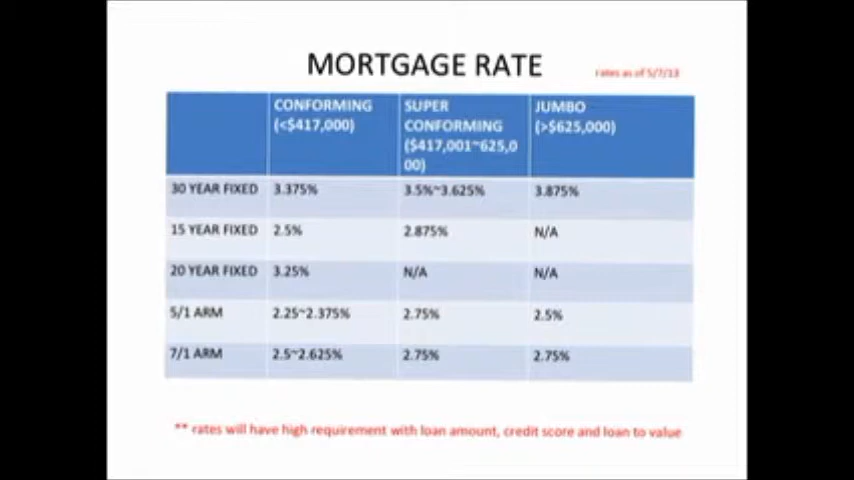 MORTGAGE RATE
rates as of 5/7/13
CONFORMING SUPER JUMBO
(<$417,000) CONFORMING (>$625,000)
($417,001~625,0
00)
30 YEAR FIXED 3.375% 3.5%~3.625% 3.875%
15 YEAR FIXED 2.5% 2.875% N/A
20 YEAR FIXED 3.25% N/A N/A
5/1 ARM 2.25~2.375% 2.75% 2.5%
7/1 ARM 2.5~2.625% 2.75% 2.75%
** rates will have high requirement with loan amount, credit score and loan to value